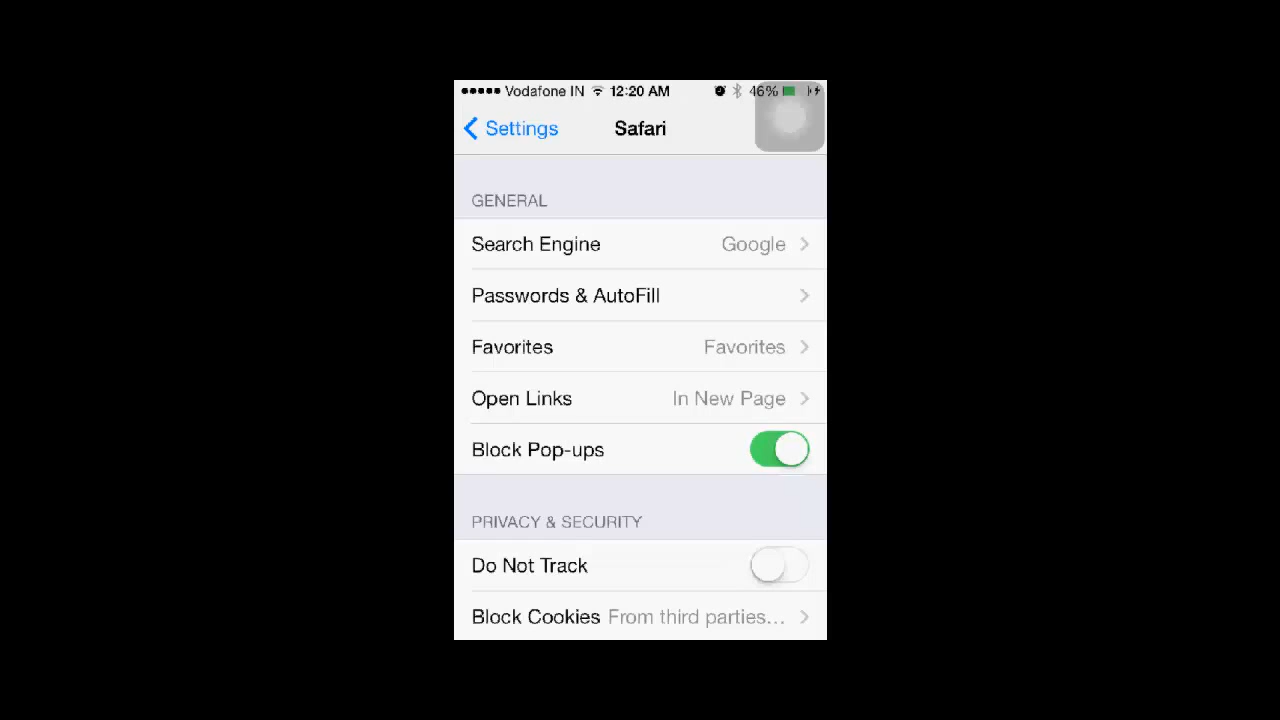 Vodafone IN 12:20 AM 46%
Settings Safari
GENERAL
Search Engine Google
Passwords & AutoFill
Favorites Favorites
Open Links In New Page
Block Pop-ups
PRIVACY & SECURITY
Do Not Track
Block Cookies From third parties...